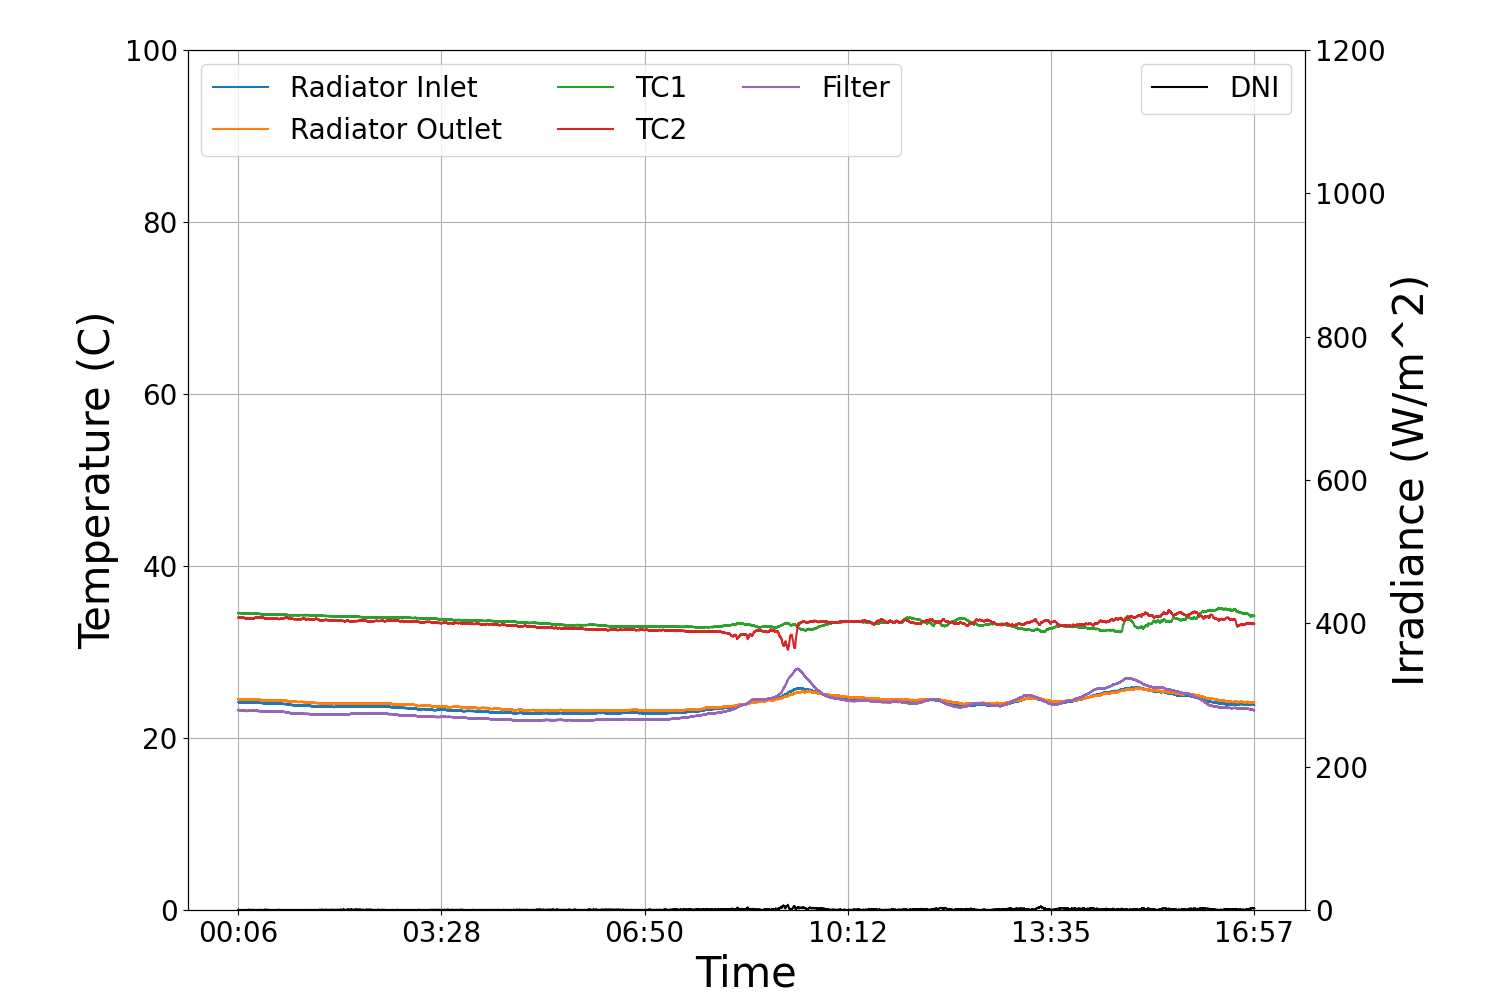 Radiator Inlet
Radiator Outlet
TC1
TC2
Filter
DNI
Temperature (C)
100
80
60
40
20
0
Irradiance (W/m^2)
1200
1000
800
600
400
200
0
00:06 03:28 06:50 10:12 13:35 16:57
Time